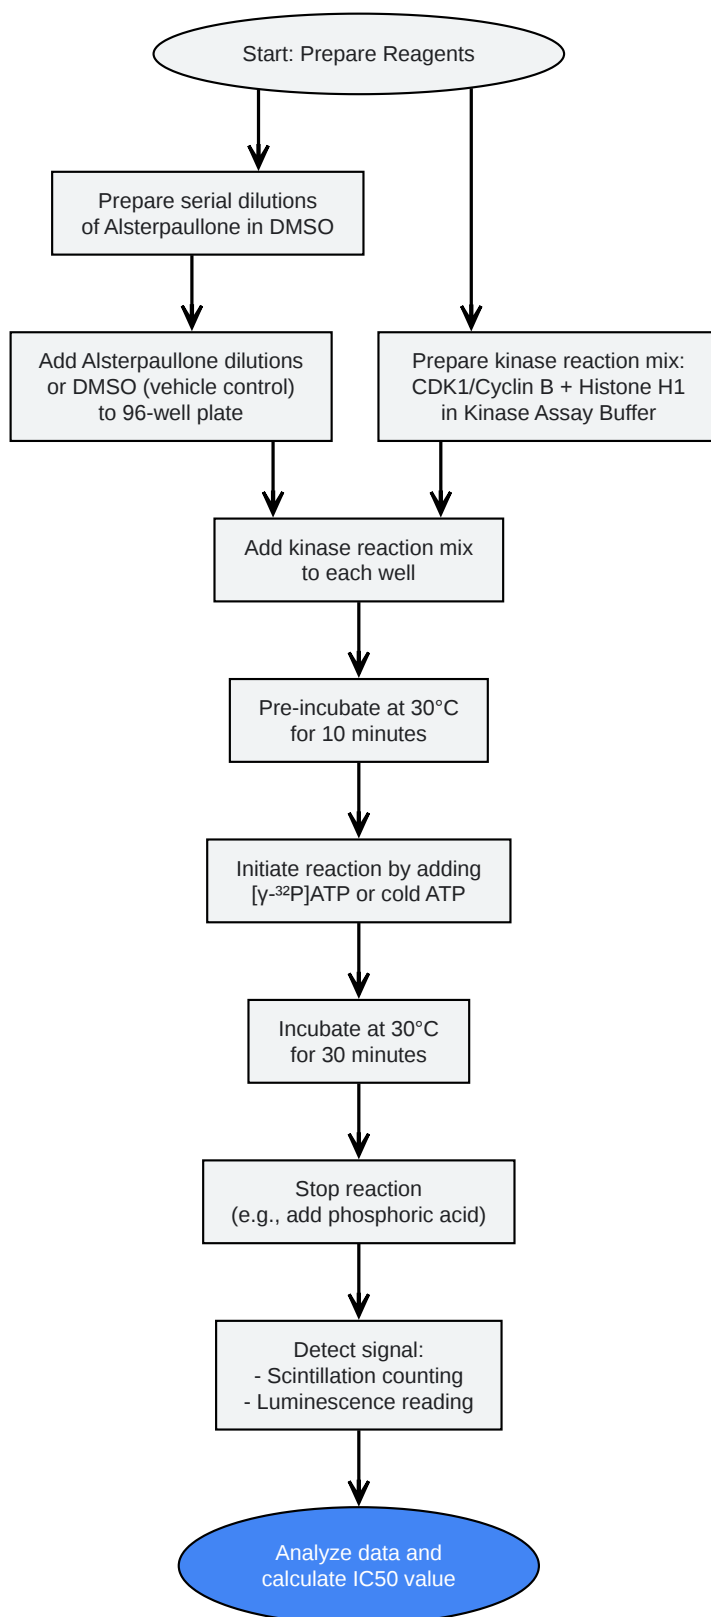 Start: Prepare Reagents
Prepare serial dilutions
of Alsterpaullone in DMSO
Add Alsterpaullone dilutions
or DMSO (vehicle control)
to 96-well plate
Prepare kinase reaction mix:
CDK1/Cyclin B + Histone H1
in Kinase Assay Buffer
Add kinase reaction mix
to each well
Pre-incubate at 30°C
for 10 minutes
Initiate reaction by adding
[γ-³²P]ATP or cold ATP
Incubate at 30°C
for 30 minutes
Stop reaction
(e.g., add phosphoric acid)
Detect signal:
- Scintillation counting
- Luminescence reading
Analyze data and
calculate IC50 value